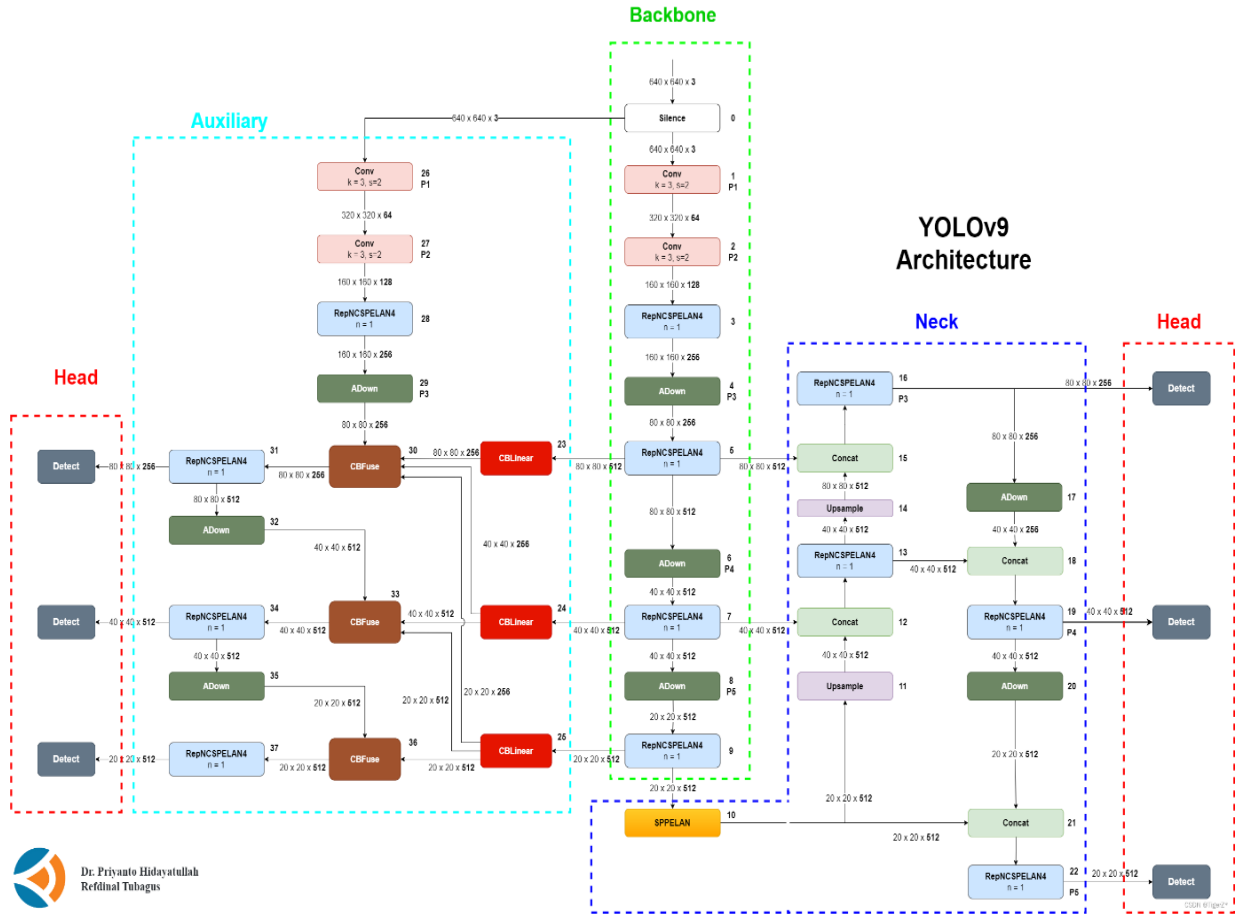 Backbone
640 x 640 x 3
Silence
0
640 x 640 x 3
640 x 640 x 3
Auxiliary
Conv
k = 3, s=2
26
P1
Conv
k = 3, s=2
1
P1
320 x 320 x 64
320 x 320 x 64
YOLOv9
Architecture
Conv
k = 3, s=2
27
P2
Conv
k = 3, s=2
2
P2
160 x 160 x 128
160 x 160 x 128
RepNCSPELAN4
n = 1
28
RepNCSPELAN4
n = 1
3
Neck
Head
160 x 160 x 256
160 x 160 x 256
Head
ADown
29
P3
ADown
4
P3
RepNCSPELAN4
n = 1
16
P3
80 x 80 x 256
Detect
80 x 80 x 256
80 x 80 x 256
80 x 80 x 256
Detect
80 x 80 x 256
RepNCSPELAN4
n = 1
31
80 x 80 x 256
CBFuse
30
80 x 80 x 256
CBLinear
23
80 x 80 x 512
RepNCSPELAN4
n = 1
5
80 x 80 x 512
Concat
15
80 x 80 x 512
80 x 80 x 512
80 x 80 x 512
ADown
17
Upsample
14
ADown
32
40 x 40 x 512
40 x 40 x 256
40 x 40 x 512
40 x 40 x 256
ADown
6
P4
RepNCSPELAN4
n = 1
13
40 x 40 x 512
Concat
18
40 x 40 x 512
Detect
40 x 40 x 512
RepNCSPELAN4
n = 1
34
40 x 40 x 512
CBFuse
33
40 x 40 x 512
CBLinear
24
40 x 40 x 512
RepNCSPELAN4
n = 1
7
40 x 40 x 512
Concat
12
RepNCSPELAN4
n = 1
19
P4
40 x 40 x 512
Detect
40 x 40 x 512
40 x 40 x 512
40 x 40 x 512
40 x 40 x 512
ADown
35
20 x 20 x 512
20 x 20 x 512
20 x 20 x 256
ADown
8
P5
Upsample
11
ADown
20
20 x 20 x 512
Detect
20 x 20 x 512
RepNCSPELAN4
n = 1
37
20 x 20 x 512
CBFuse
36
20 x 20 x 512
CBLinear
25
20 x 20 x 512
RepNCSPELAN4
n = 1
9
20 x 20 x 512
20 x 20 x 512
20 x 20 x 512
SPPELAN
10
20 x 20 x 512
Concat
21
RepNCSPELAN4
n = 1
22
P5
20 x 20 x 512
Detect
Dr. Priyanto Hidayatullah
Refdinal Tubagus